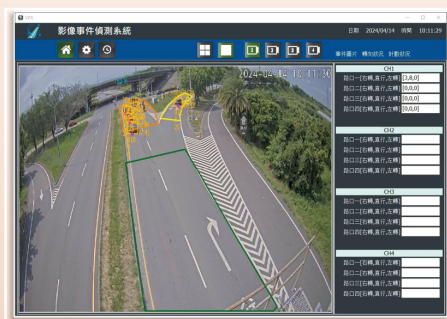 影像事件偵測系統
日期 2024/04/14 時間 10:11:29
事件圖片 轉向狀況 計數狀況
2024-04-14 10:11:30
CH1
路口一[右轉,直行,左轉] [3,8,0]
路口二[右轉,直行,左轉] [0,0,0]
路口三[右轉,直行,左轉] [0,0,0]
路口四[右轉,直行,左轉] [0,0,0]
CH2
路口一[右轉,直行,左轉]
路口二[右轉,直行,左轉]
路口三[右轉,直行,左轉]
路口四[右轉,直行,左轉]
CH3
路口一[右轉,直行,左轉]
路口二[右轉,直行,左轉]
路口三[右轉,直行,左轉]
路口四[右轉,直行,左轉]
CH4
路口一[右轉,直行,左轉]
路口二[右轉,直行,左轉]
路口三[右轉,直行,左轉]
路口四[右轉,直行,左轉]